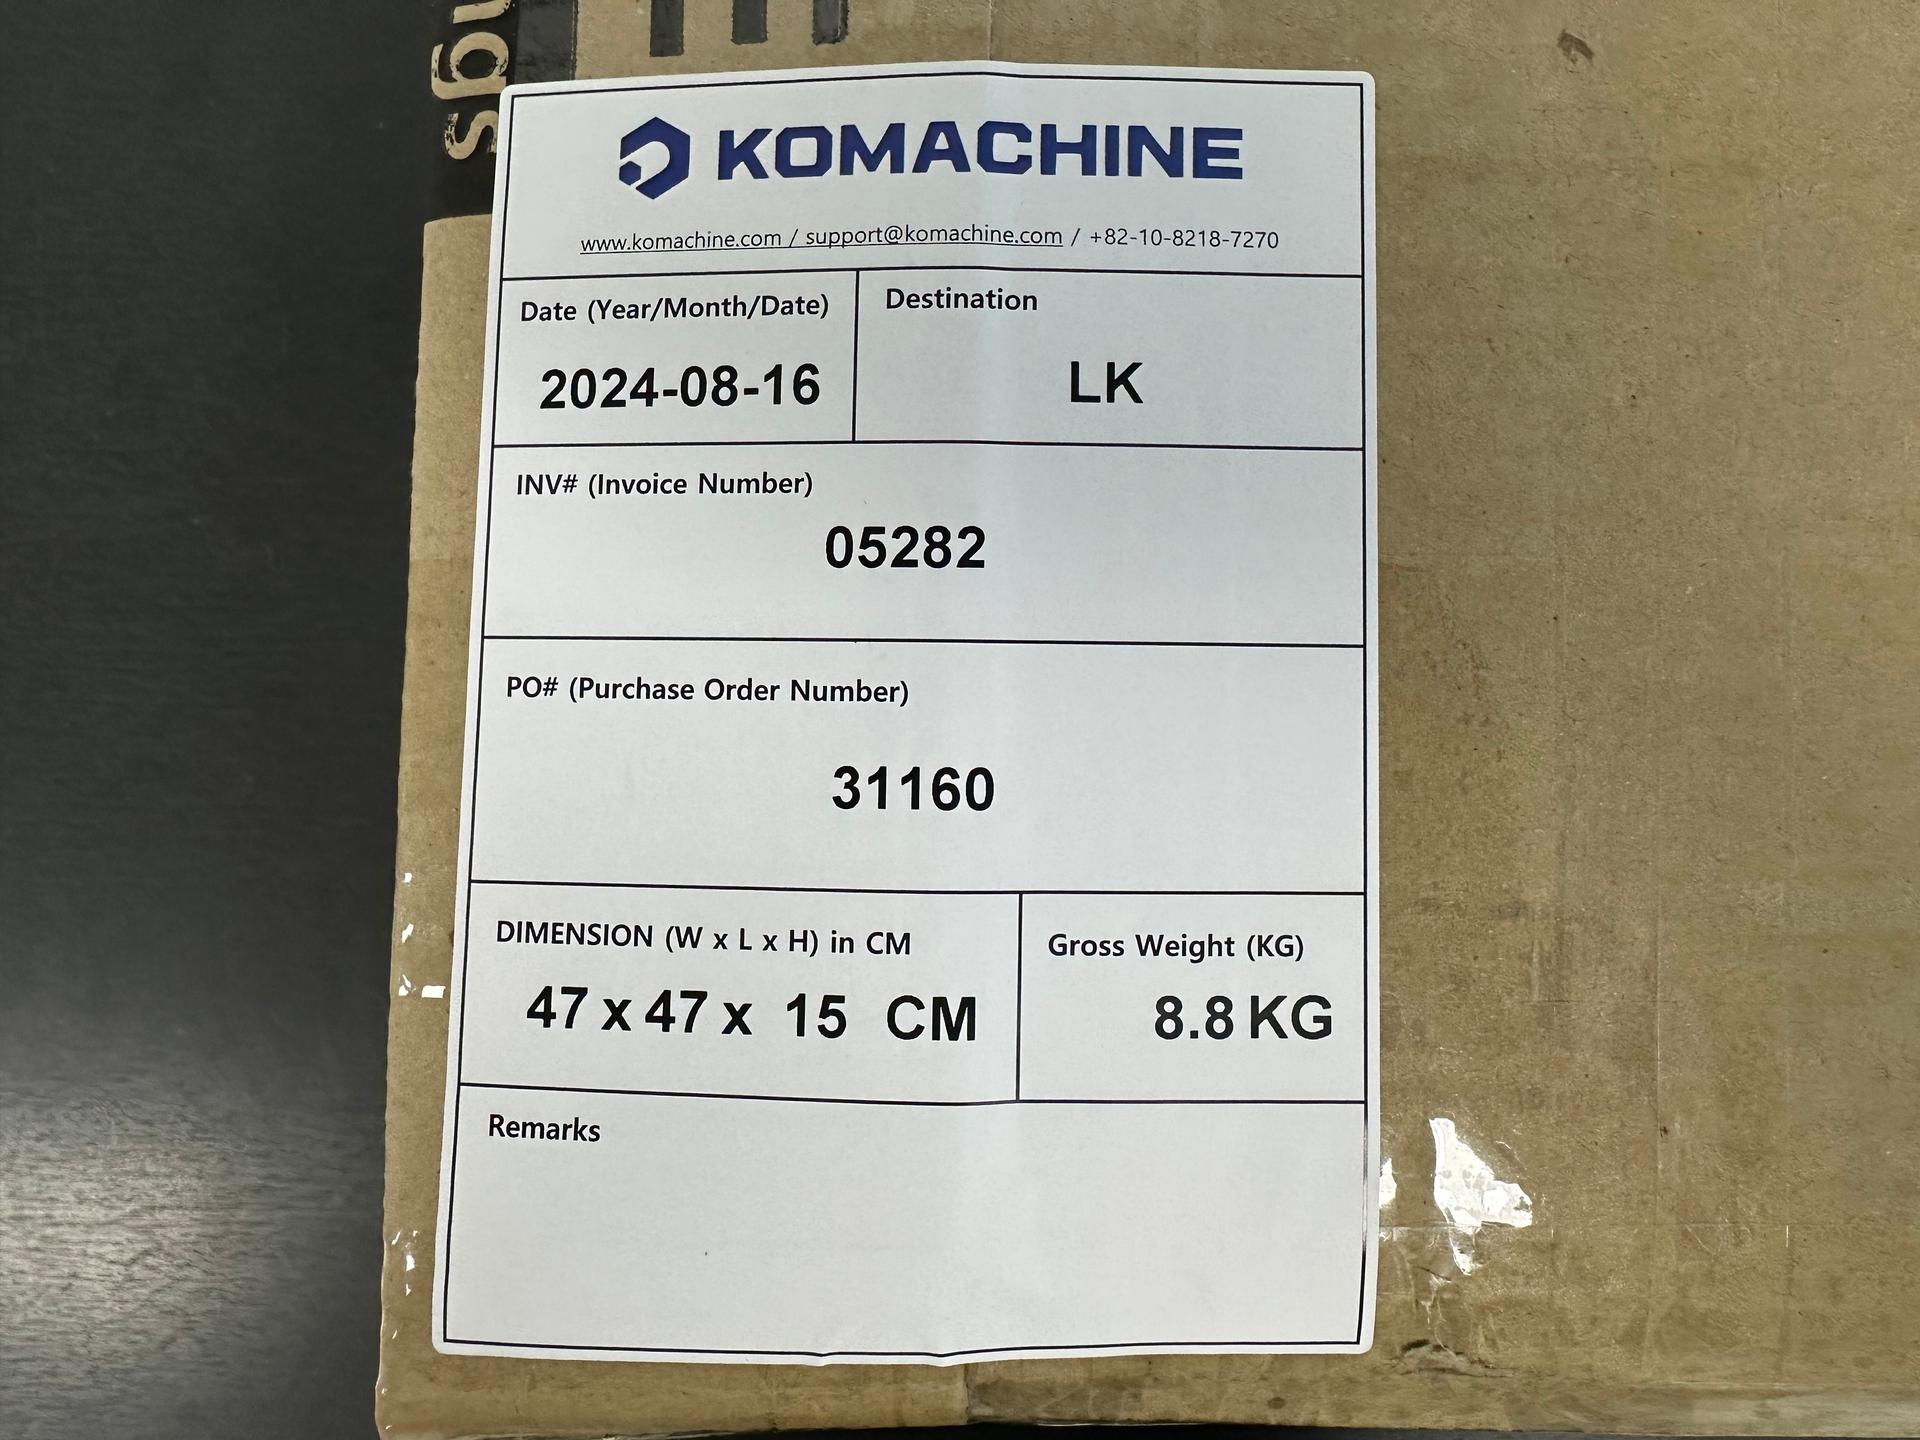 KOMACHINE
www.komachine.com / support@komachine.com / +82-10-8218-7270
Date (Year/Month/Date)
2024-08-16
Destination
LK
INV# (Invoice Number)
05282
PO# (Purchase Order Number)
31160
DIMENSION (W x L x H) in CM
47 x 47 x 15 CM
Gross Weight (KG)
8.8 KG
Remarks